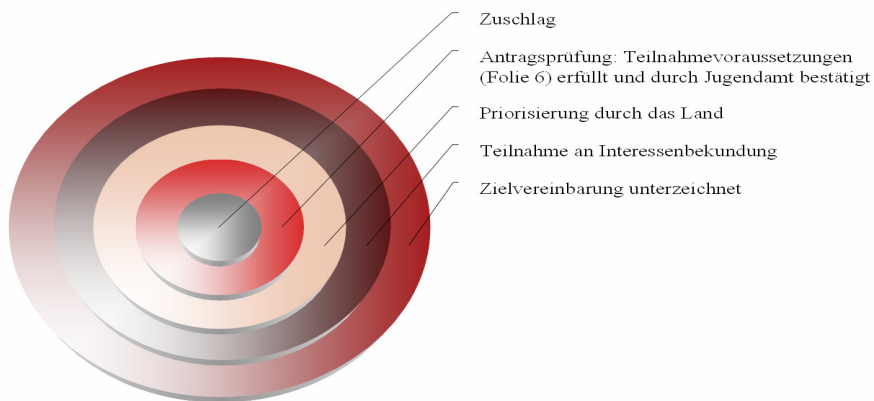 Zuschlag
Antragsprüfung: Teilnahmevoraussetzungen
(Folie 6) erfüllt und durch Jugendamt bestätigt
Priorisierung durch das Land
Teilnahme an Interessenbekundung
Zielvereinbarung unterzeichnet